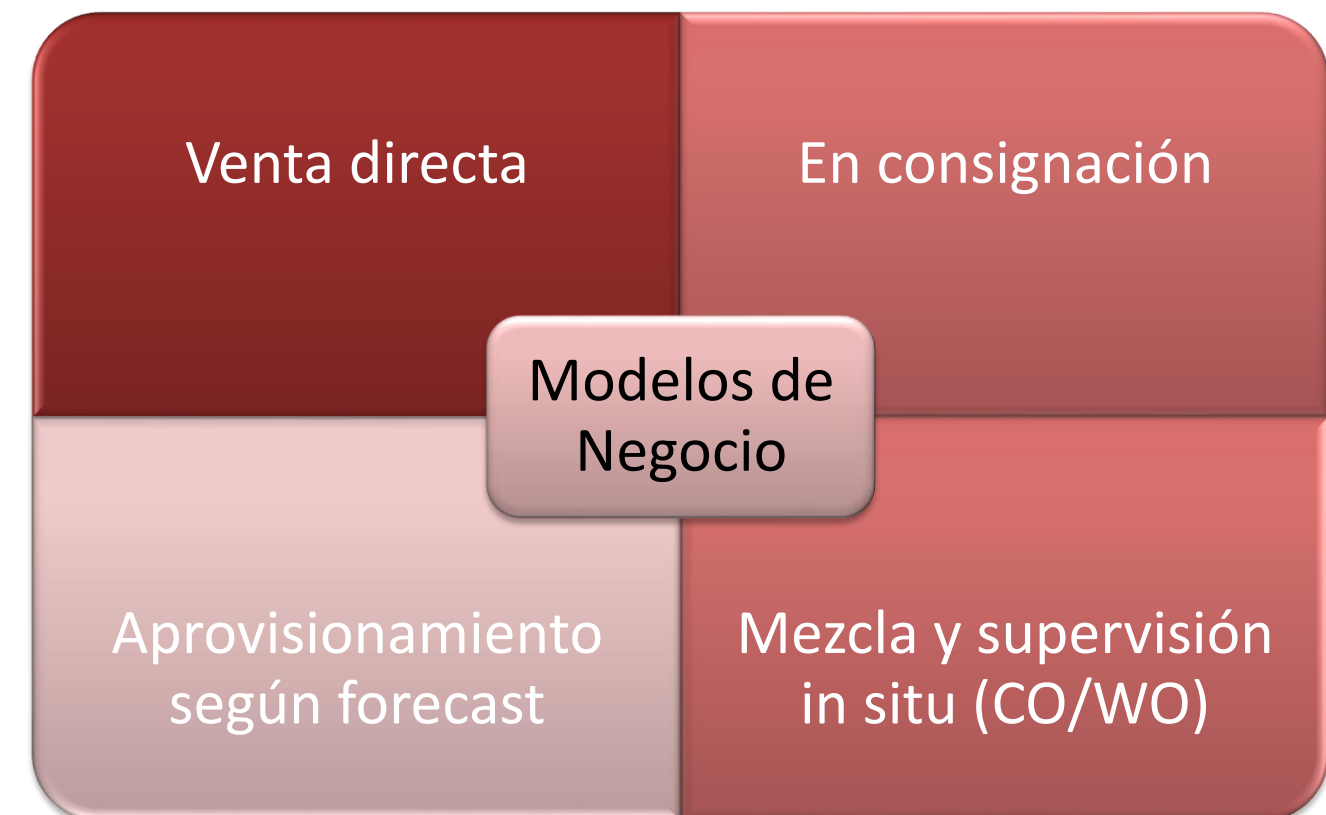 Venta directa
En consignación
Modelos de
Negocio
Aprovisionamiento
según forecast
Mezcla y supervisión
in situ (CO/WO)